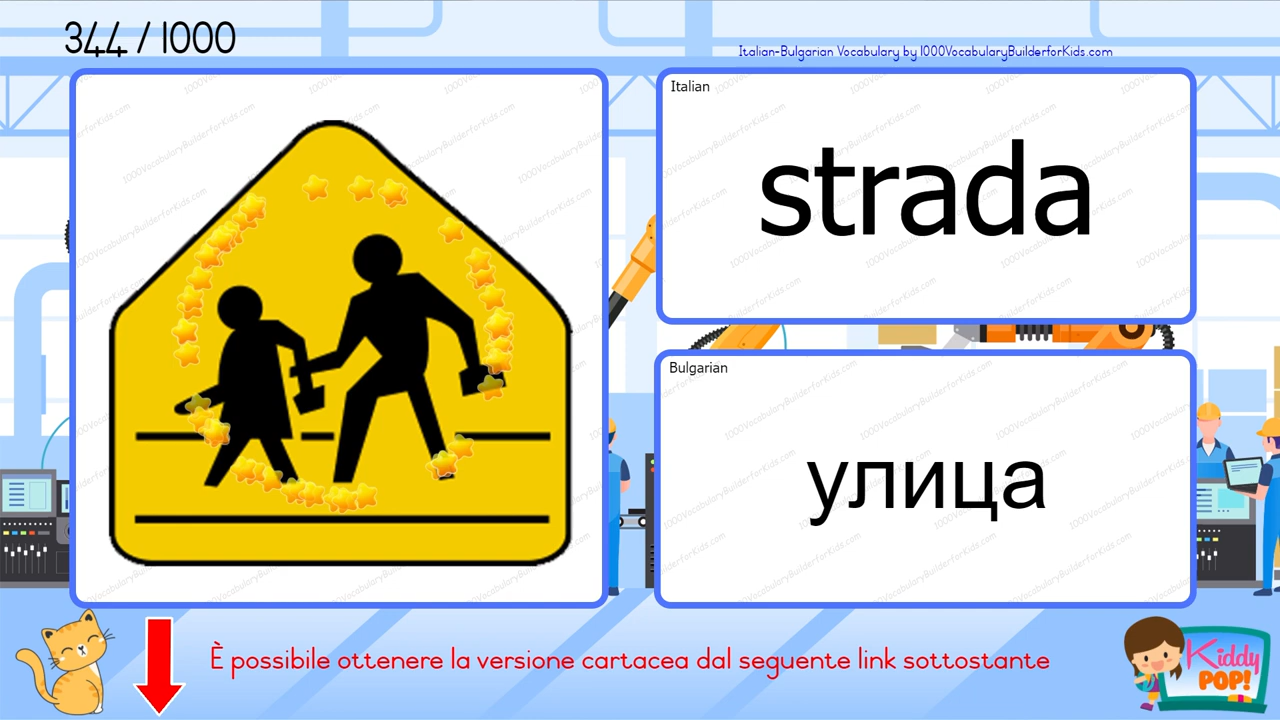 344 / 1000
Italian-Bulgarian Vocabulary by 1000VocabularyBuilderforKids.com
Italian
strada
Bulgarian
улица
È possibile ottenere la versione cartacea dal seguente link sottostante
Kiddy
POP!